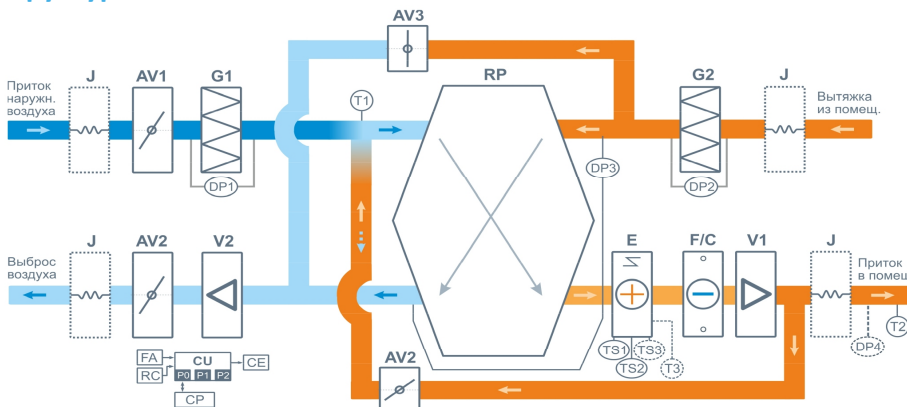 AV3
J
AV1
G1
RP
G2
J
Приток
наружн.
воздуха
T1
Вытяжка
из помещ.
DP1
DP3
DP2
J
AV2
V2
E
F/C
V1
J
Выброс
воздуха
Приток
в помещ
TS1
TS3
TS2
T3
DP4
T2
AV2
FA
RC
CU
P0 P1 P2
CE
CP